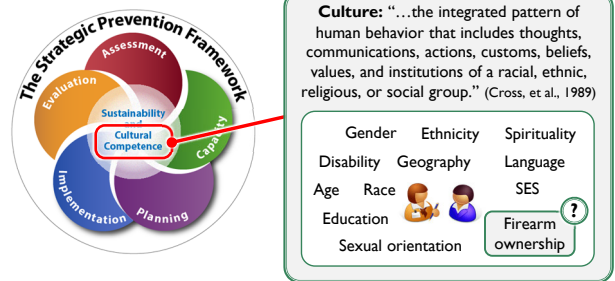 The Strategic Prevention Framework
Assessment
Evaluation
Capacity
Implementation
Planning
Sustainability
and
Cultural
Competence
Culture: “…the integrated pattern of
human behavior that includes thoughts,
communications, actions, customs, beliefs,
values, and institutions of a racial, ethnic,
religious, or social group.” (Cross, et al., 1989)
Gender Ethnicity Spirituality
Disability Geography Language
Age Race SES
Education
?
Firearm
ownership
Sexual orientation